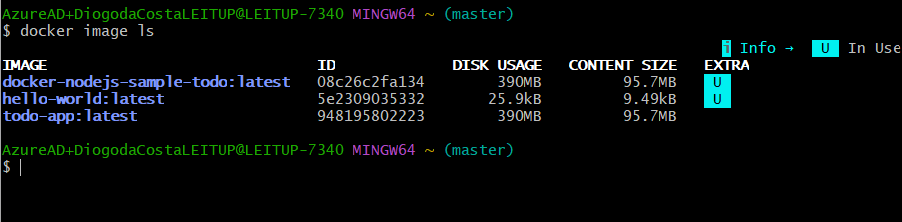 AzureAD+DiogodaCostaLEITUP@LEITUP-7340 MINGW64 ~ (master)
$ docker image ls
i Info → U In Use
IMAGE ID DISK USAGE CONTENT SIZE EXTRA
docker-nodejs-sample-todo:latest 08c26c2fa134 390MB 95.7MB U
hello-world:latest 5e2309035332 25.9kB 9.49kB U
todo-app:latest 948195802223 390MB 95.7MB
AzureAD+DiogodaCostaLEITUP@LEITUP-7340 MINGW64 ~ (master)
$